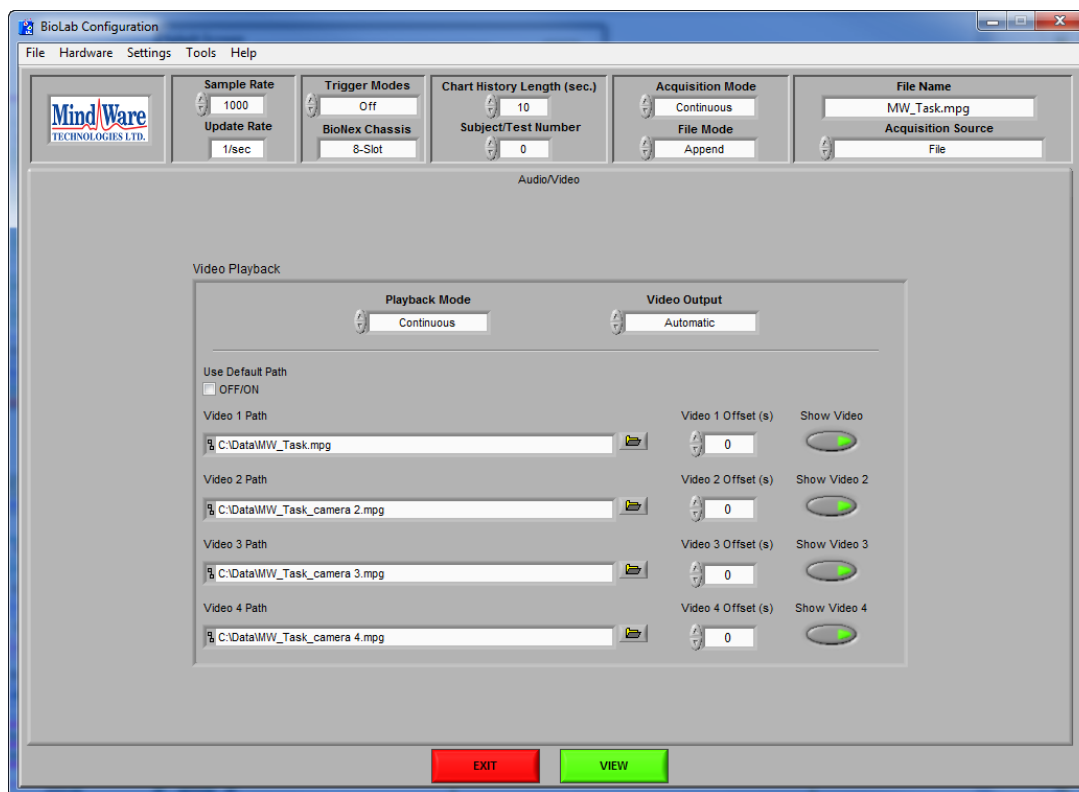 BioLab Configuration
File Hardware Settings Tools Help
Mind Ware
TECHNOLOGIES LTD.
Sample Rate
1000
Update Rate
1/sec
Trigger Modes
Off
BioNex Chassis
8-Slot
Chart History Length (sec.)
10
Subject/Test Number
0
Acquisition Mode
Continuous
File Mode
Append
File Name
MW_Task.mpg
Acquisition Source
File
Audio/Video
Video Playback
Playback Mode
Continuous
Video Output
Automatic
Use Default Path
OFF/ON
Video 1 Path Video 1 Offset (s) Show Video
C:\Data\MW_Task.mpg 0
Video 2 Path Video 2 Offset (s) Show Video 2
C:\Data\MW_Task_camera 2.mpg 0
Video 3 Path Video 3 Offset (s) Show Video 3
C:\Data\MW_Task_camera 3.mpg 0
Video 4 Path Video 4 Offset (s) Show Video 4
C:\Data\MW_Task_camera 4.mpg 0
EXIT VIEW